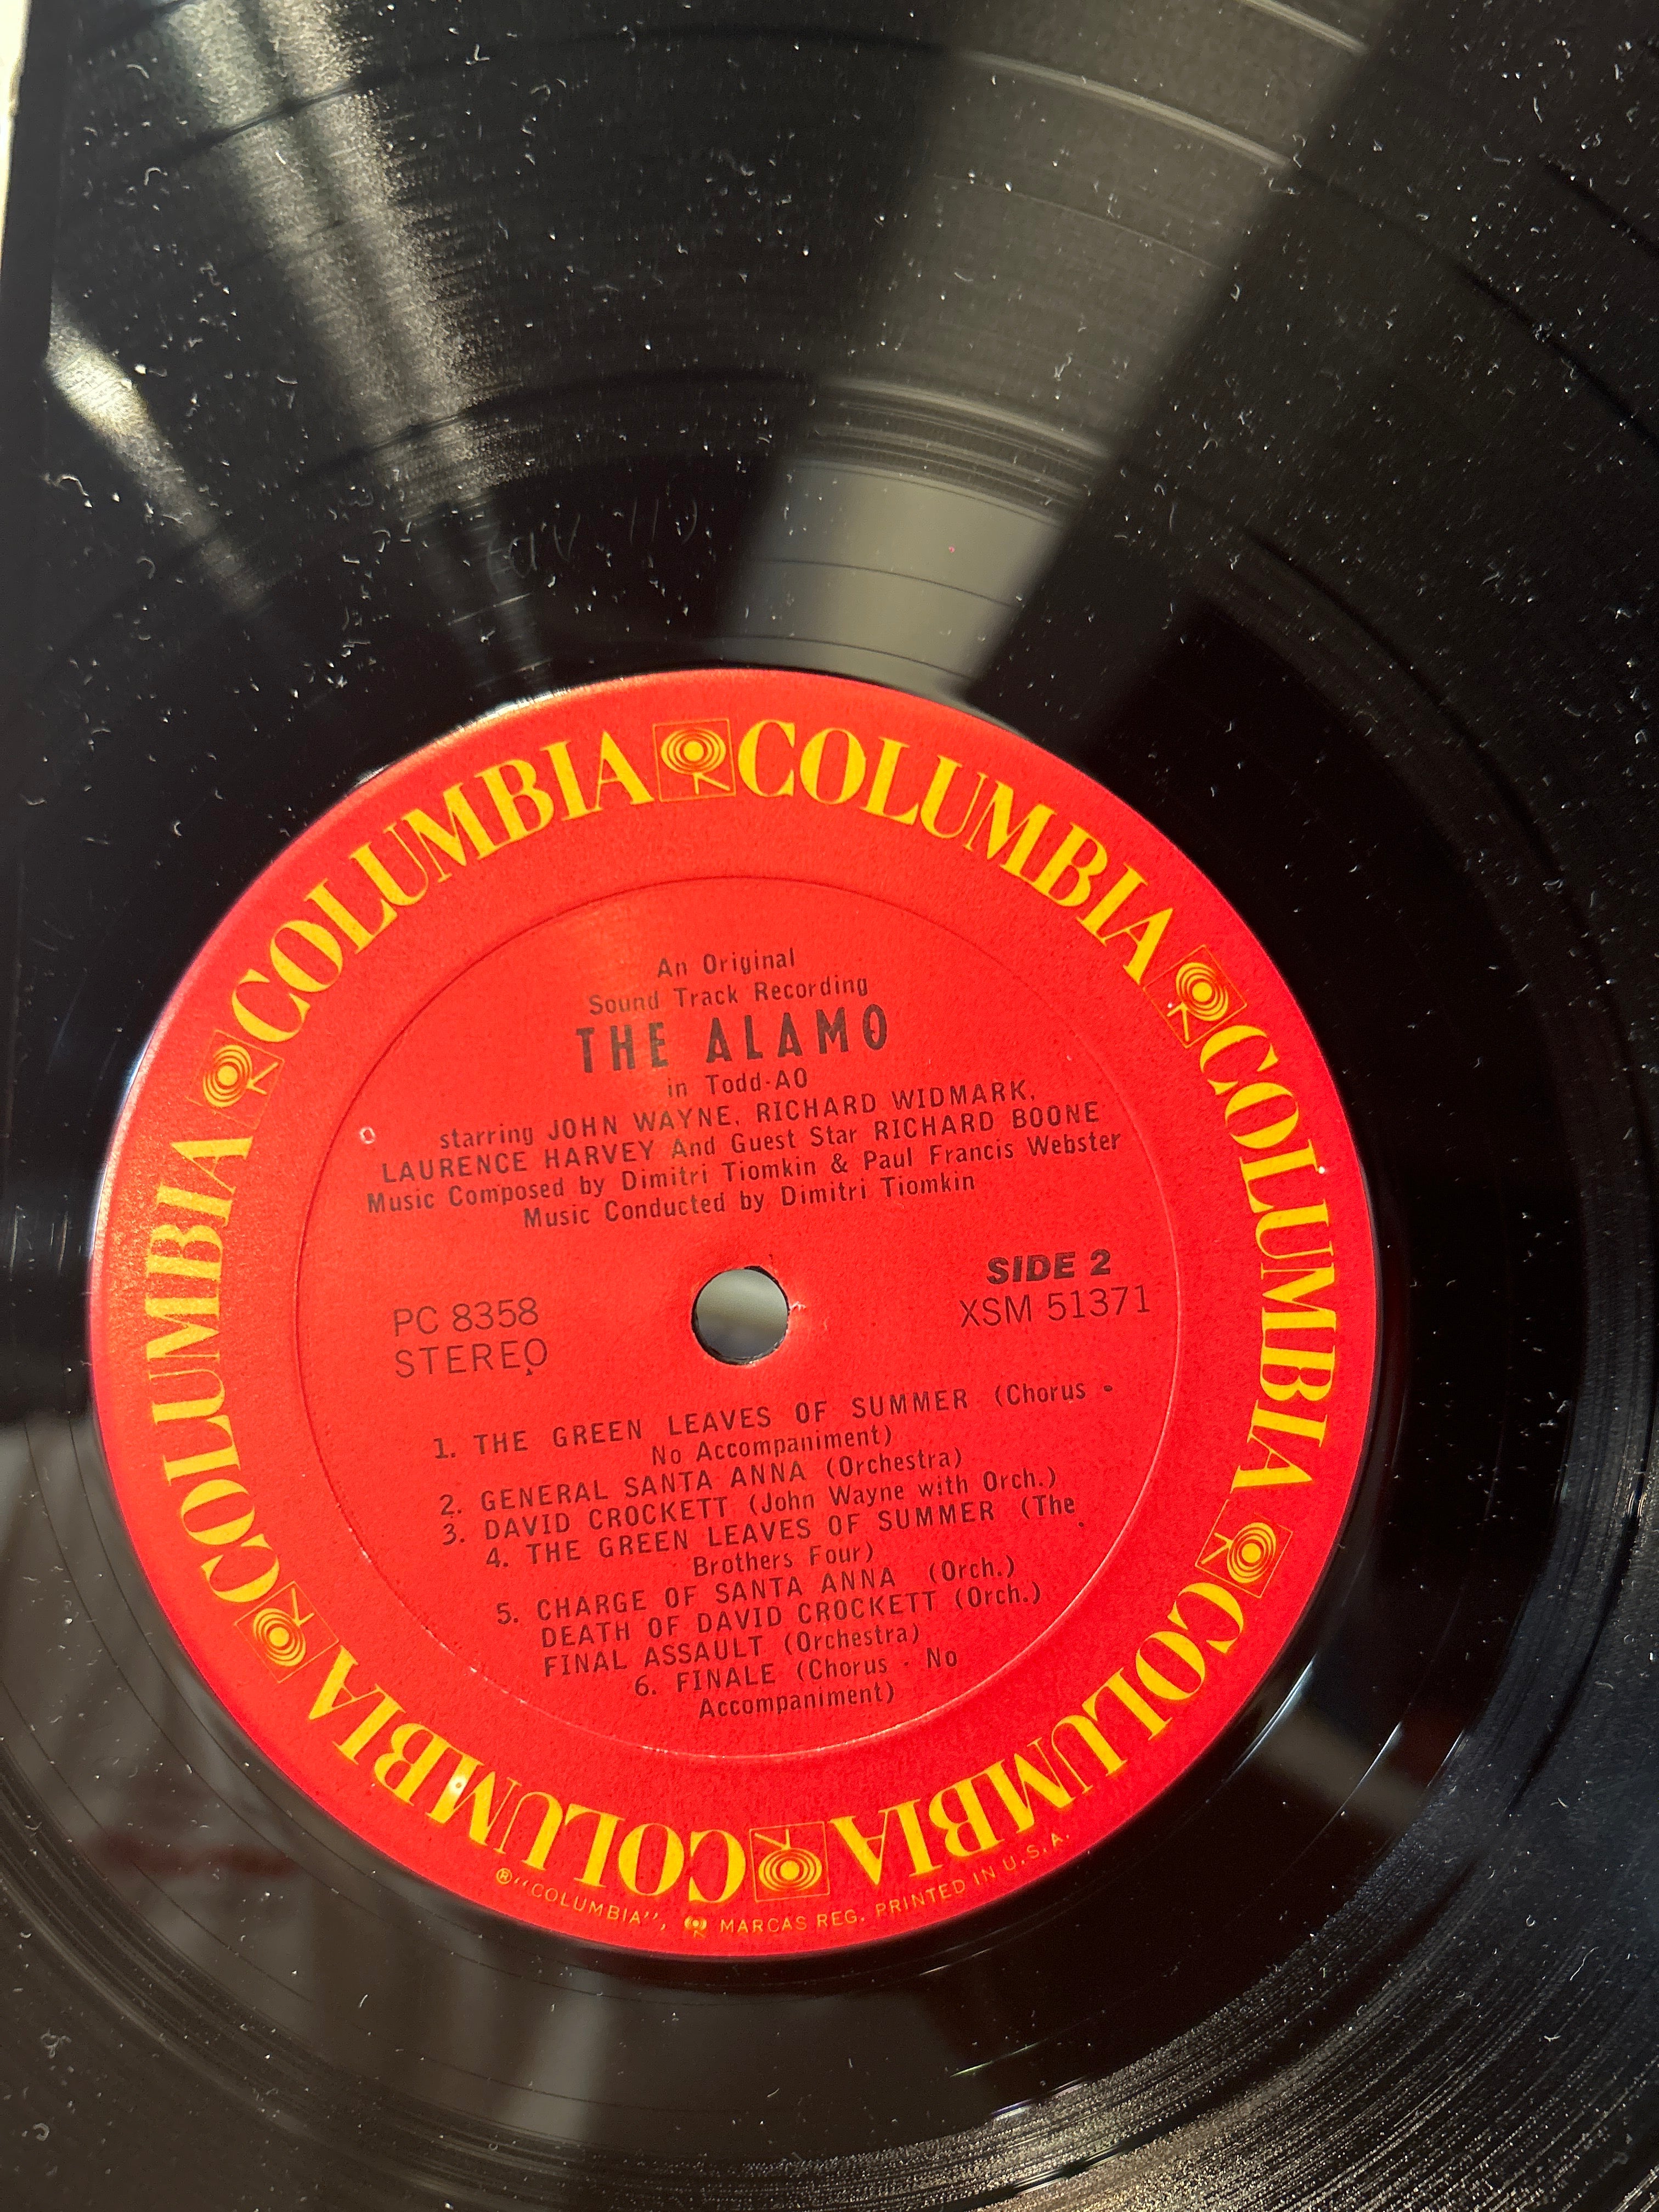 COLUMBIA COLUMBIA COLUMBIA COLUMBIA COLUMBIA COLUMBIA COLUMBIA
An Original
Sound Track Recording
THE ALAMO
in Todd-AO
starring JOHN WAYNE, RICHARD WIDMARK,
LAURENCE HARVEY And Guest Star RICHARD BOONE
Music Composed by Dimitri Tiomkin & Paul Francis Webster
Music Conducted by Dimitri Tiomkin
SIDE 2
PC 8358
XSM 51371
STEREO
1. THE GREEN LEAVES OF SUMMER (Chorus -
No Accompaniment)
2. GENERAL SANTA ANNA (Orchestra)
3. DAVID CROCKETT (John Wayne with Orch.)
4. THE GREEN LEAVES OF SUMMER (The
Brothers Four)
5. CHARGE OF SANTA ANNA (Orch.)
DEATH OF DAVID CROCKETT (Orch.)
FINAL ASSAULT (Orchestra)
6. FINALE (Chorus - No
Accompaniment)
®"COLUMBIA", MARCAS REG. PRINTED IN U.S.A.